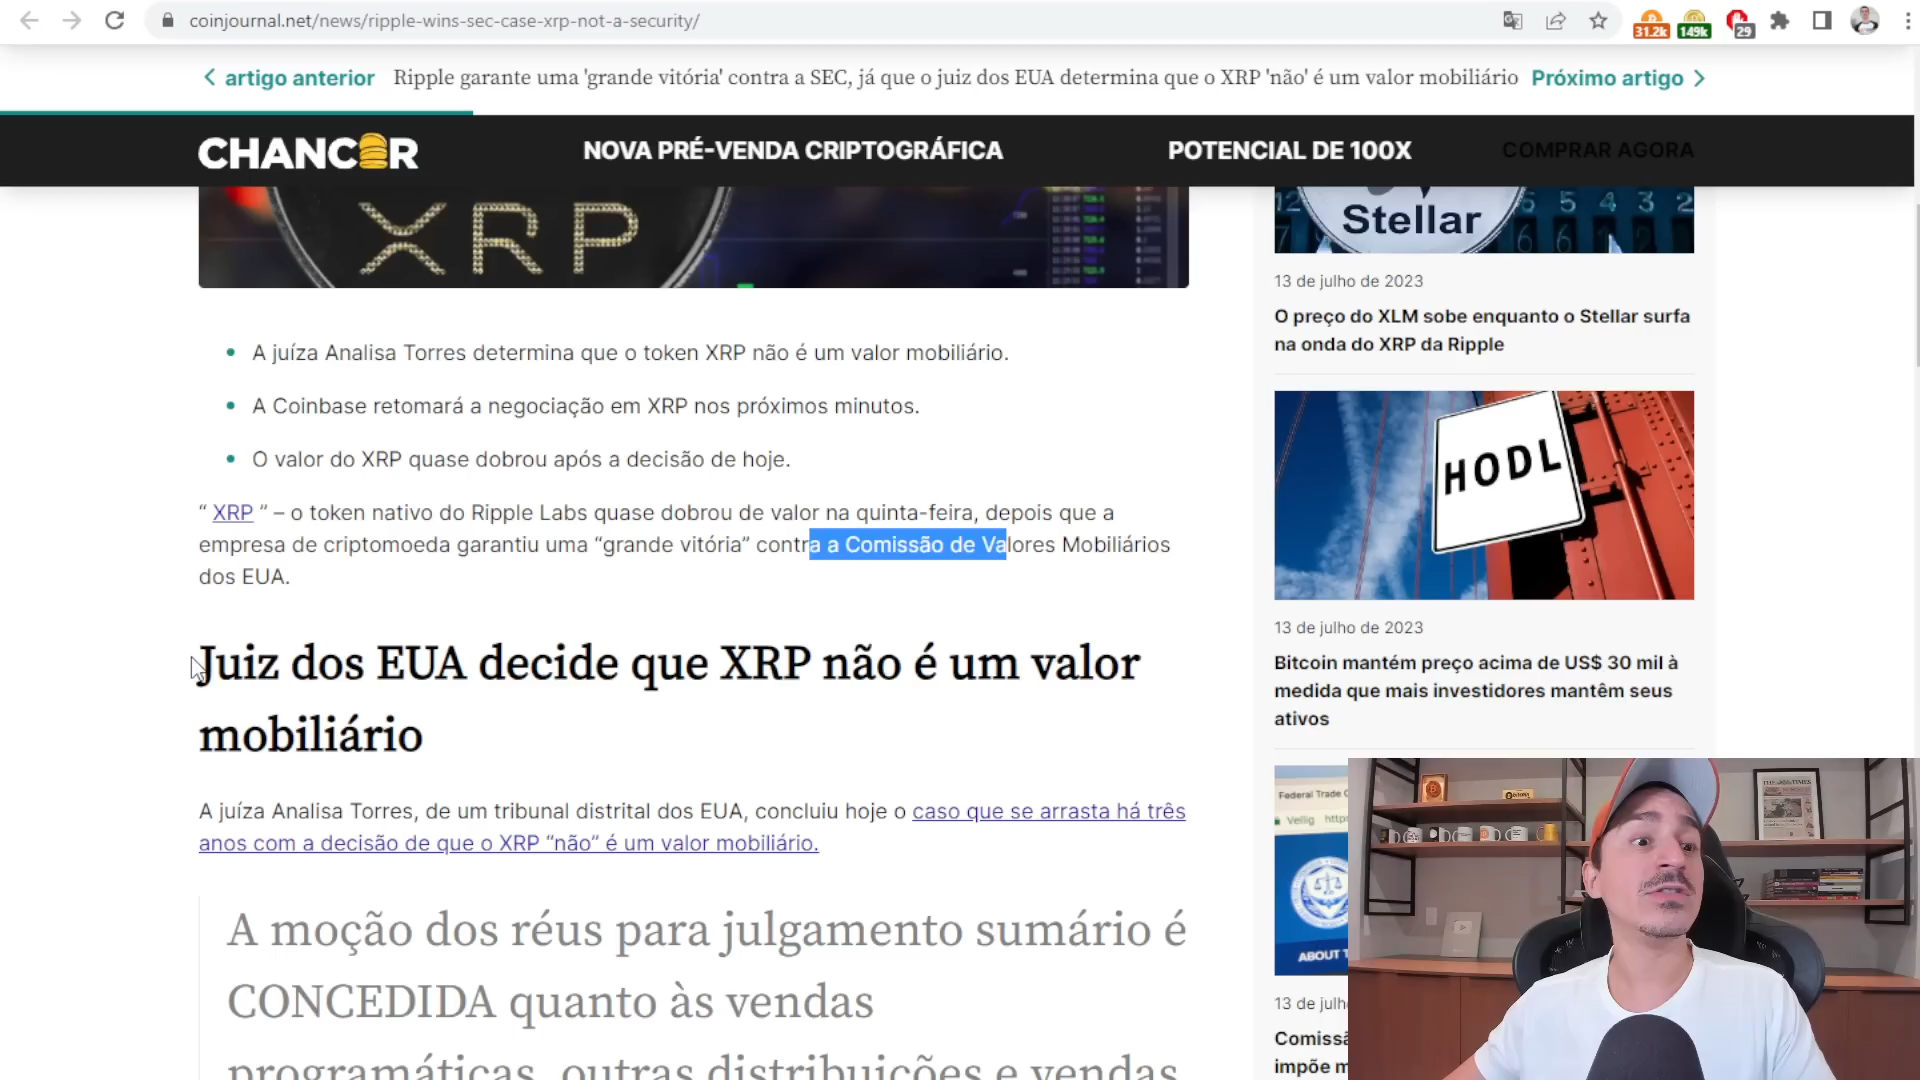 coinjournal.net/news/ripple-wins-sec-case-xrp-not-a-security/
31.2k
149k
29
artigo anterior
Ripple garante uma 'grande vitória' contra a SEC, já que o juiz dos EUA determina que o XRP 'não' é um valor mobiliário
Próximo artigo
CHANCER
NOVA PRÉ-VENDA CRIPTOGRÁFICA
POTENCIAL DE 100X
COMPRAR AGORA
XRP
• A juíza Analisa Torres determina que o token XRP não é um valor mobiliário.
• A Coinbase retomará a negociação em XRP nos próximos minutos.
• O valor do XRP quase dobrou após a decisão de hoje.
“ XRP ” – o token nativo do Ripple Labs quase dobrou de valor na quinta-feira, depois que a
empresa de criptomoeda garantiu uma “grande vitória” contra a Comissão de Valores Mobiliários
dos EUA.
Juiz dos EUA decide que XRP não é um valor
mobiliário
A juíza Analisa Torres, de um tribunal distrital dos EUA, concluiu hoje o caso que se arrasta há três
anos com a decisão de que o XRP “não” é um valor mobiliário.
A moção dos réus para julgamento sumário é
CONCEDIDA quanto às vendas
programáticas, outras distribuições e vendas
Stellar
13 de julho de 2023
O preço do XLM sobe enquanto o Stellar surfa
na onda do XRP da Ripple
HODL
13 de julho de 2023
Bitcoin mantém preço acima de US$ 30 mil à
medida que mais investidores mantêm seus
ativos
Federal Trade C
Veilig
http
ABOUT T
13 de julh
Comissã
impõe m